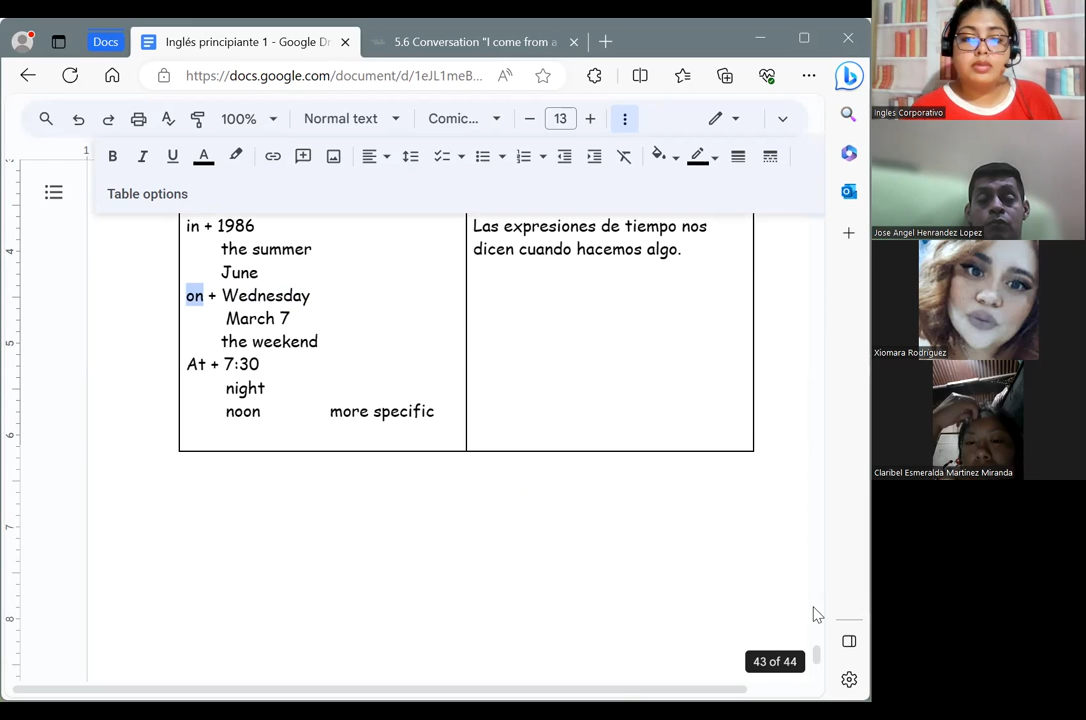 Docs
Inglés principiante 1 - Google Dr
5.6 Conversation "I come from a
https://docs.google.com/document/d/1eJL1meB...
100%
Normal text
Comic...
13
Table options
in + 1986
the summer
June
on + Wednesday
March 7
the weekend
At + 7:30
night
noon
more specific
Las expresiones de tiempo nos
dicen cuando hacemos algo.
43 of 44
Ingles Corporativo
Jose Angel Henrandez Lopez
Xiomara Rodríguez
Claribel Esmeralda Martinez Miranda